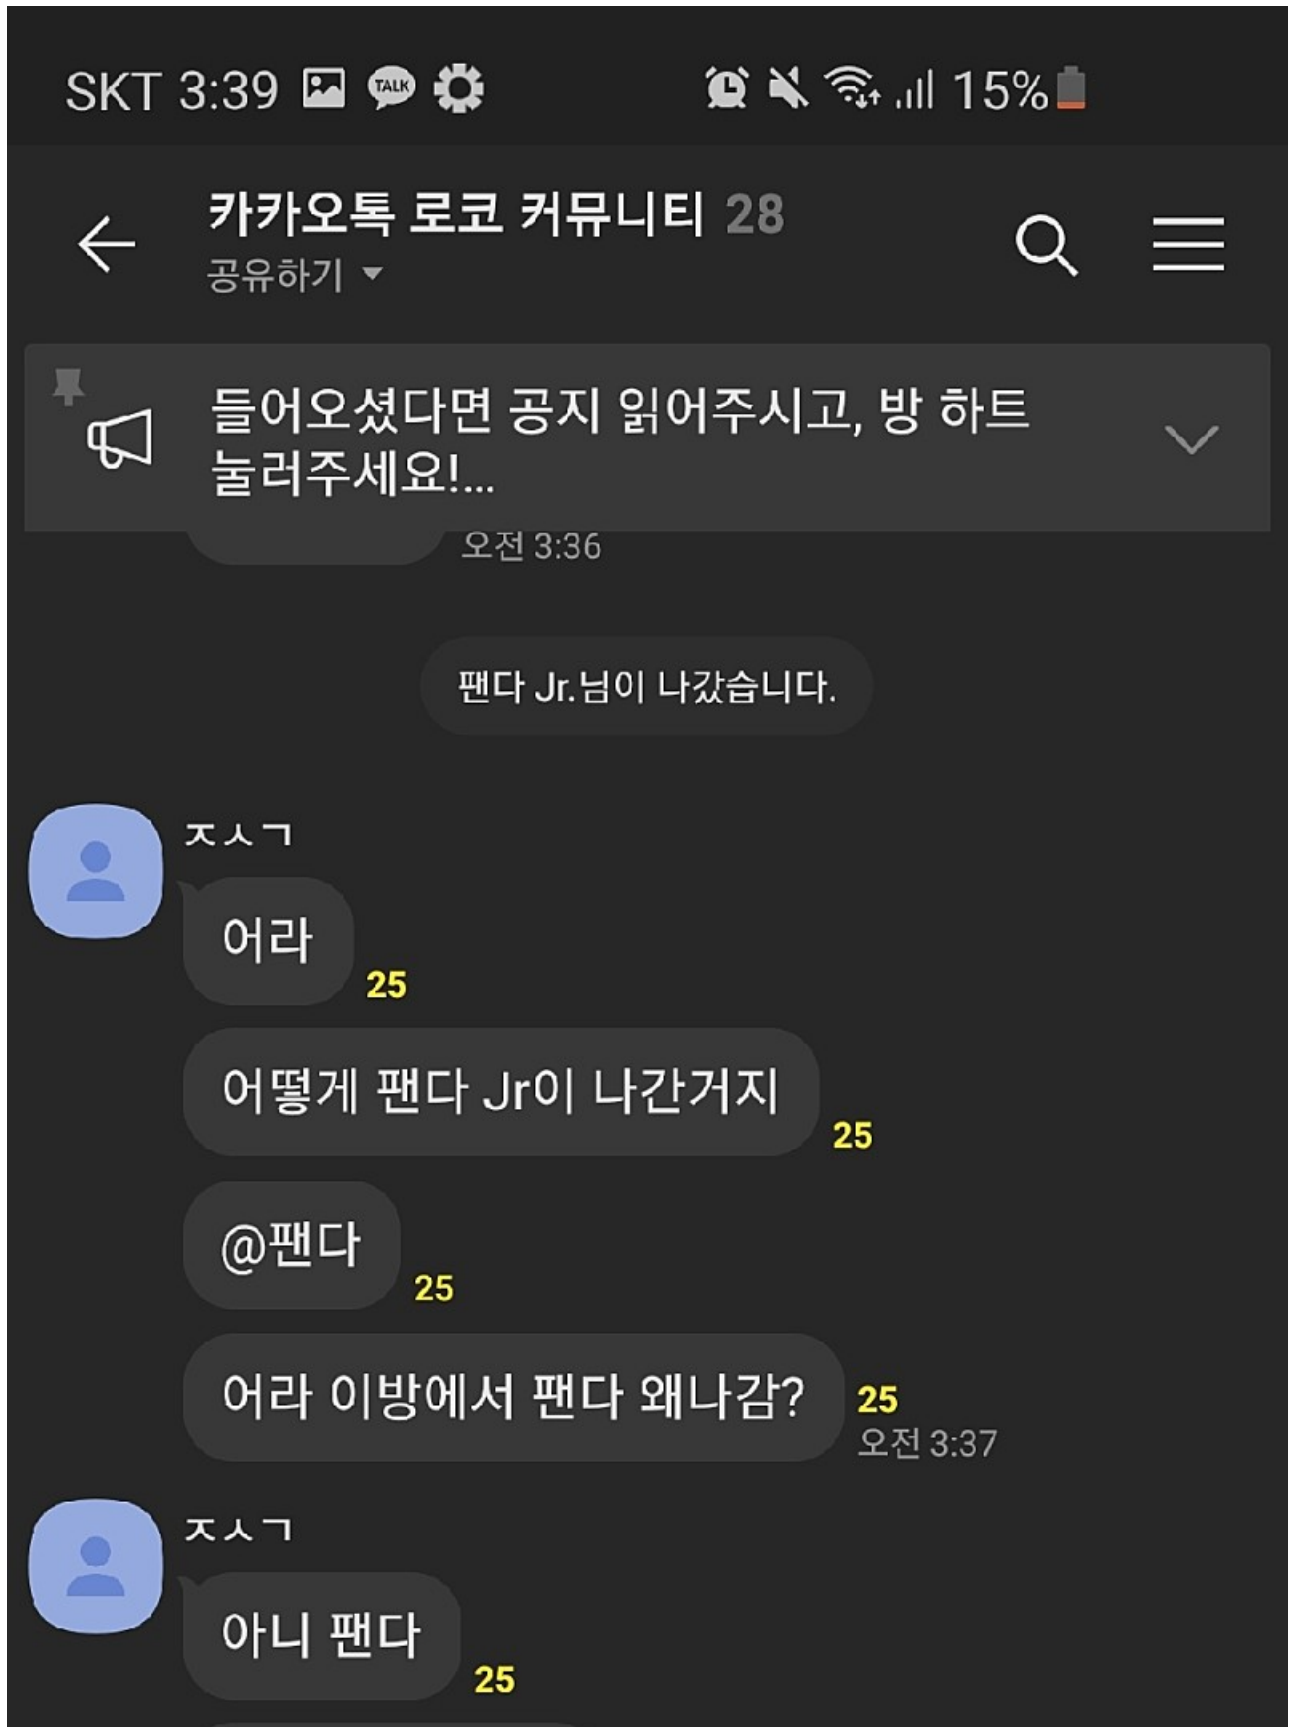 SKT 3:39 TALK 15%
카카오톡 로코 커뮤니티 28
공유하기
들어오셨다면 공지 읽어주시고, 방 하트
눌러주세요!...
오전 3:36
팬다 Jr.님이 나갔습니다.
ㅈㅅㄱ
어라
25
어떻게 팬다 Jr이 나간거지
25
@팬다
25
어라 이방에서 팬다 왜나감?
25
오전 3:37
ㅈㅅㄱ
아니 팬다
25